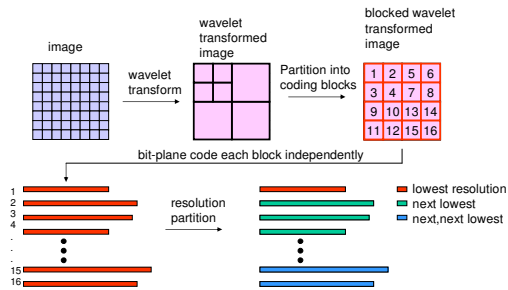 image
wavelet
transform
wavelet
transformed
image
Partition into
coding blocks
blocked wavelet
transformed
image
1 2 5 6
3 4 7 8
9 10 13 14
11 12 15 16
bit-plane code each block independently
1
2
3
4
.
.
.
15
16
resolution
partition
lowest resolution
next lowest
next,next lowest